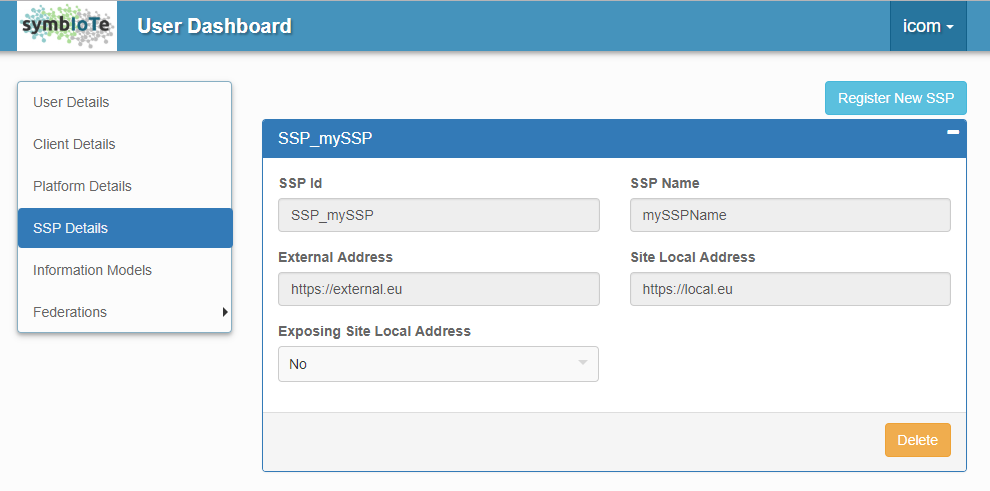 symbIoTe User Dashboard icom
User Details
Client Details
Platform Details
SSP Details
Information Models
Federations
Register New SSP
SSP_mySSP
SSP Id SSP Name
SSP_mySSP mySSPName
External Address Site Local Address
https://external.eu https://local.eu
Exposing Site Local Address
No
Delete